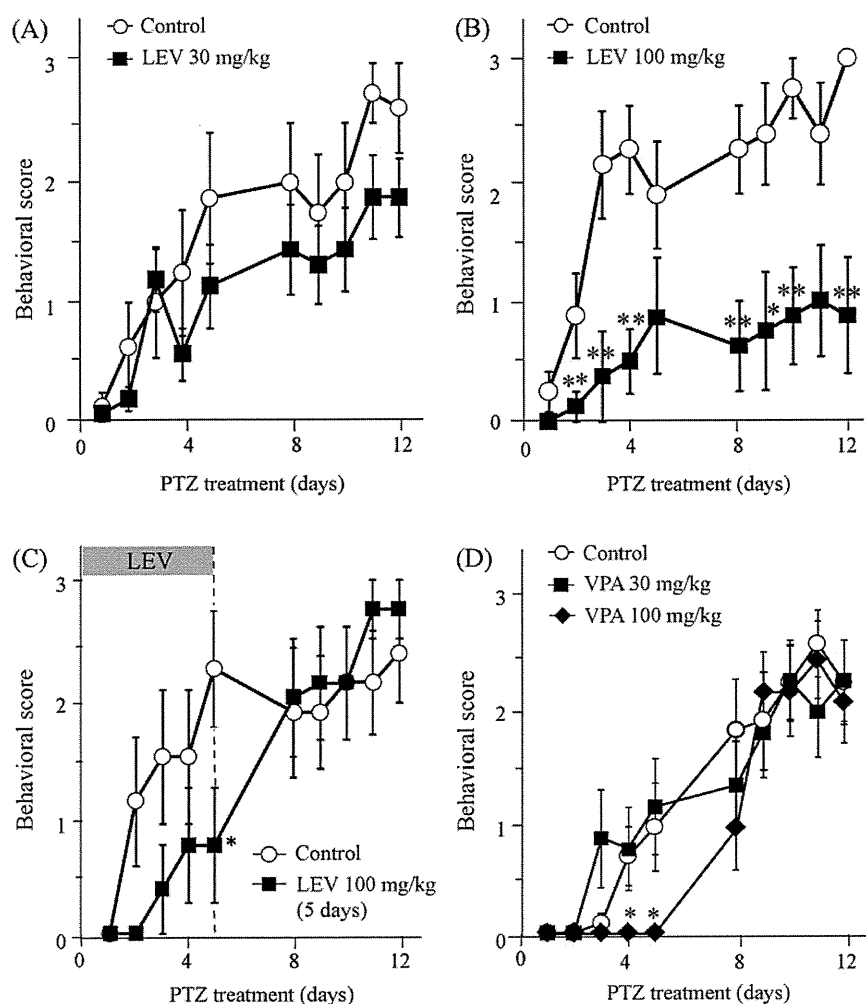 (A)
Control
LEV 30 mg/kg
Behavioral score
3
2
1
0
0
4
8
12
PTZ treatment (days)
(B)
Control
LEV 100 mg/kg
Behavioral score
3
2
1
0
**
**
**
**
*
**
**
0
4
8
12
PTZ treatment (days)
(C)
LEV
Behavioral score
3
2
1
0
*
Control
LEV 100 mg/kg
(5 days)
0
4
8
12
PTZ treatment (days)
(D)
Control
VPA 30 mg/kg
VPA 100 mg/kg
Behavioral score
3
2
1
0
*
*
0
4
8
12
PTZ treatment (days)